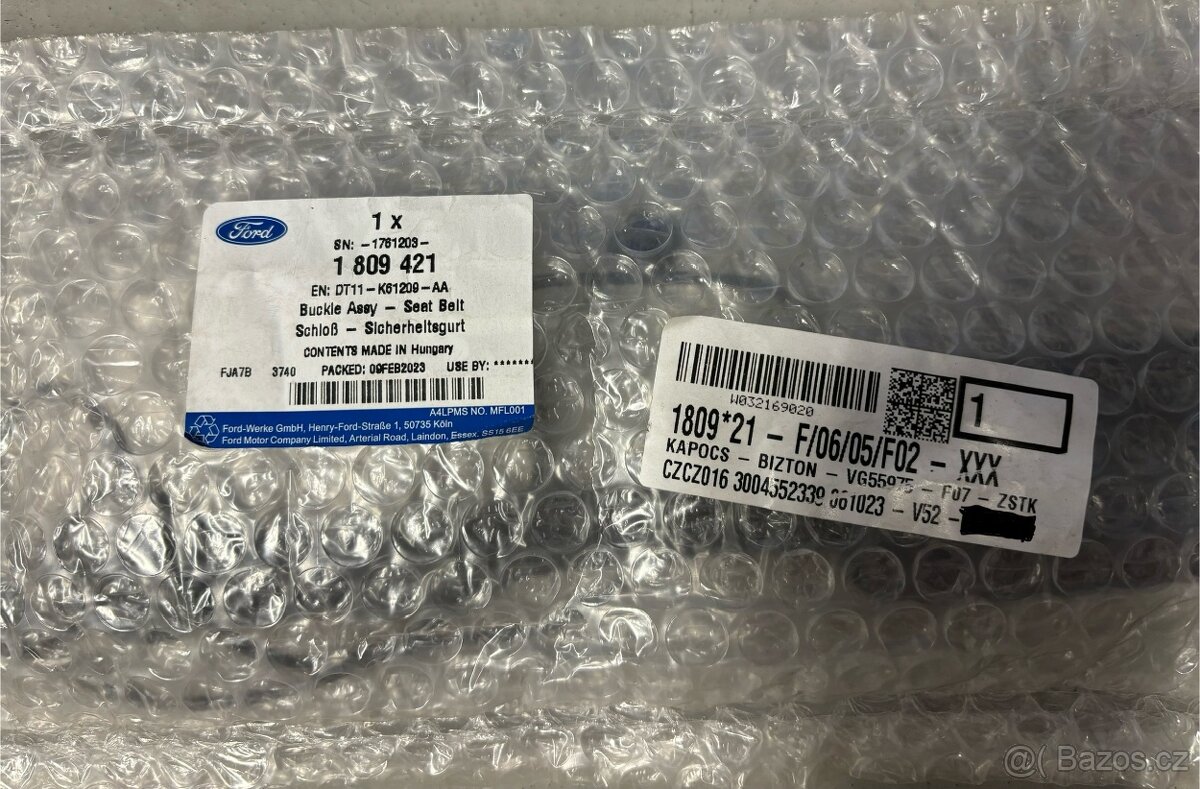 Ford
1 x
SN: -1761203-
1 809 421
EN: DT11-K61209-AA
Buckle Assy - Seat Belt
Schloß - Sicherheitsgurt
CONTENTS MADE IN Hungary
FJA7B 3740 PACKED: 09FEB2023 USE BY: *******
A4LPMS NO. MFL001
Ford-Werke GmbH, Henry-Ford-Straße 1, 50735 Köln
Ford Motor Company Limited, Arterial Road, Laindon, Essex. SS15 6EE
W032169020
1
1809*21 - F/06/05/F02 - XXX
KAPOCS - BIZTON - VG55975 - F07 - ZSTK
CZCZ016 3004552339 061023 - V52 -
@( Bazoš.cz